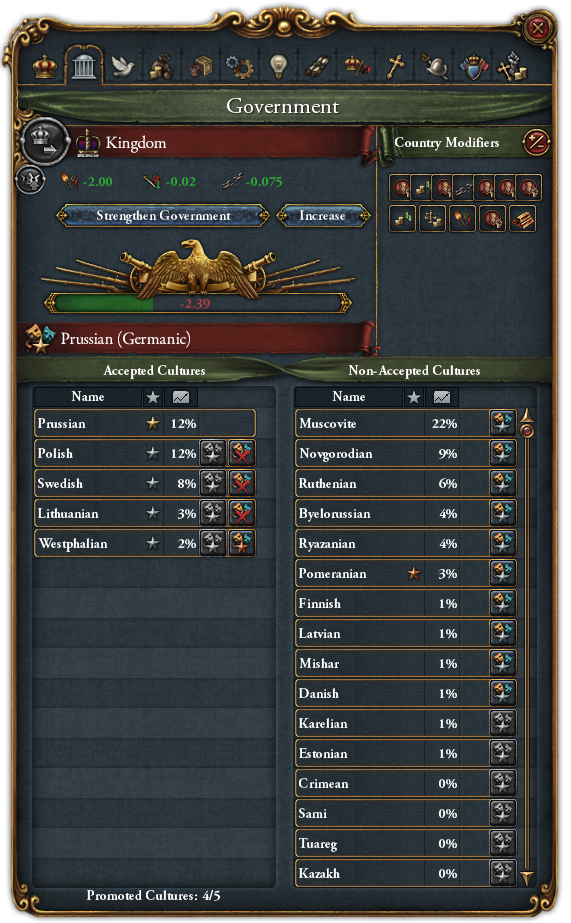 Government
Kingdom
Country Modifiers
-2.00 -0.02 -0.075
Strengthen Government Increase
-2.39
Prussian (Germanic)
Accepted Cultures Non-Accepted Cultures
Name Name
Prussian 12% Muscovite 22%
Polish 12% Novgorodian 9%
Swedish 8% Ruthenian 6%
Lithuanian 3% Byelorussian 4%
Westphalian 2% Ryazanian 4%
Pomeranian 3%
Finnish 1%
Latvian 1%
Mishar 1%
Danish 1%
Karelian 1%
Estonian 1%
Crimean 0%
Sami 0%
Tuareg 0%
Kazakh 0%
Promoted Cultures: 4/5